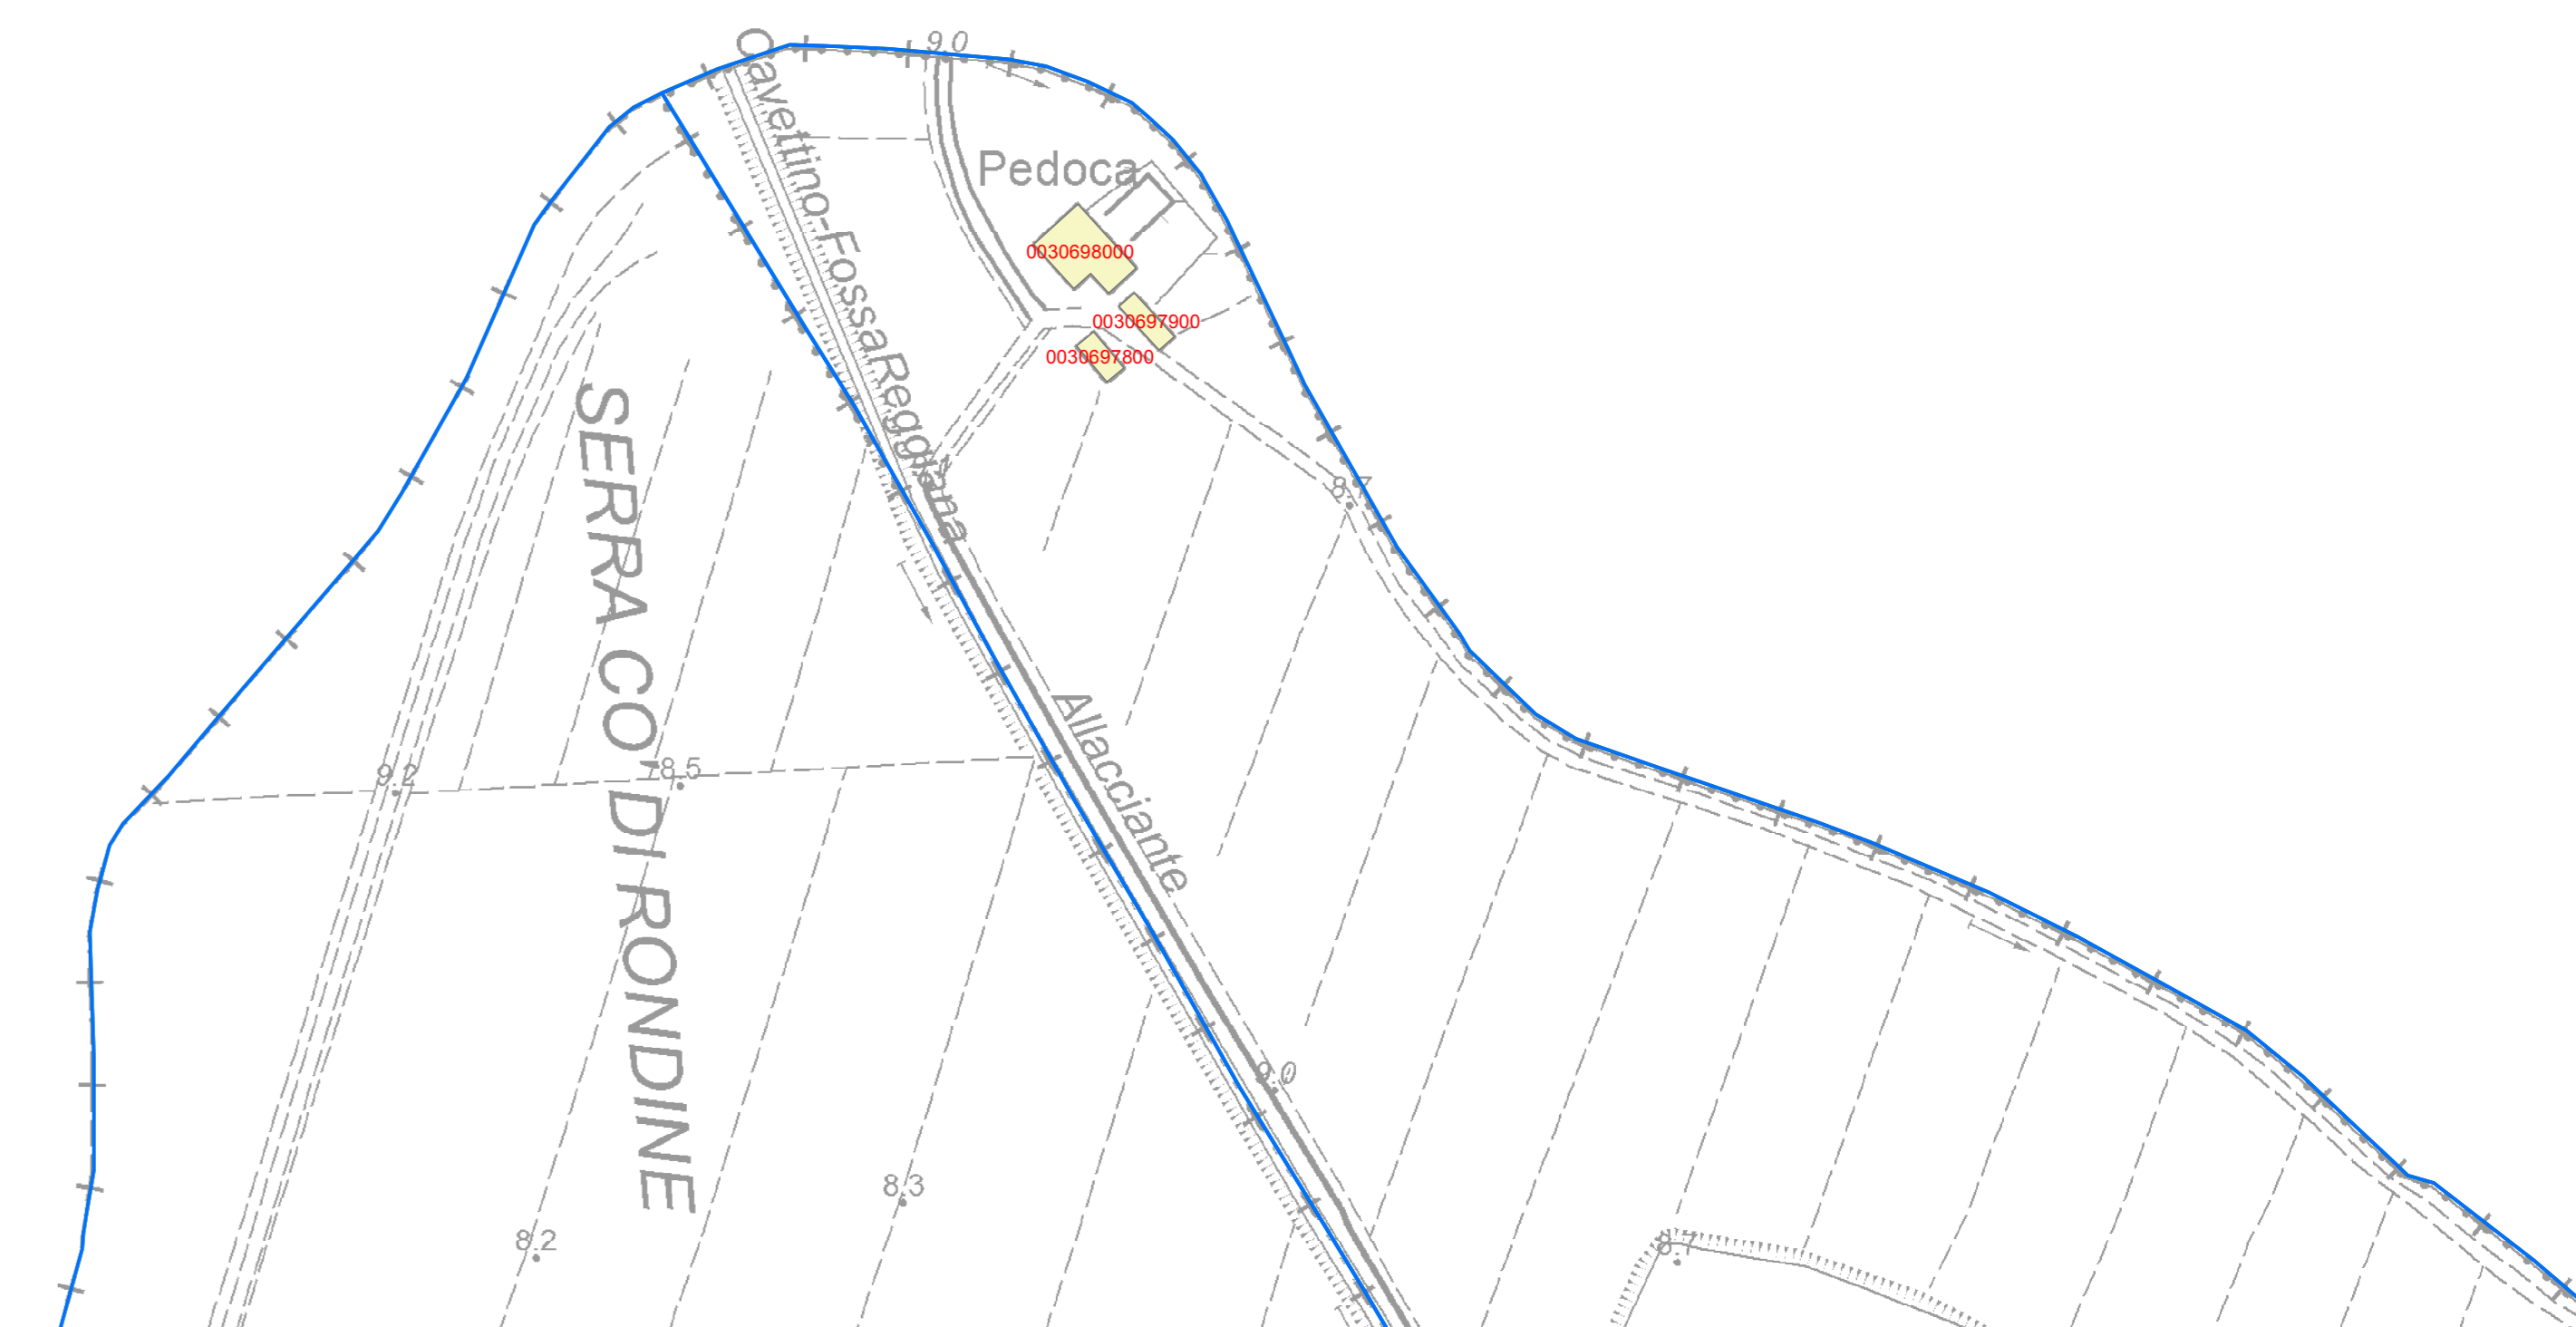 9.0
Cavettino-FossaReggiana
Pedoca
0030698000
0030697900
0030697800
8.7
SERRA CO' DI RONDINE
Allacciante
9.2
8.5
9.0
8.3
8.2
8.7